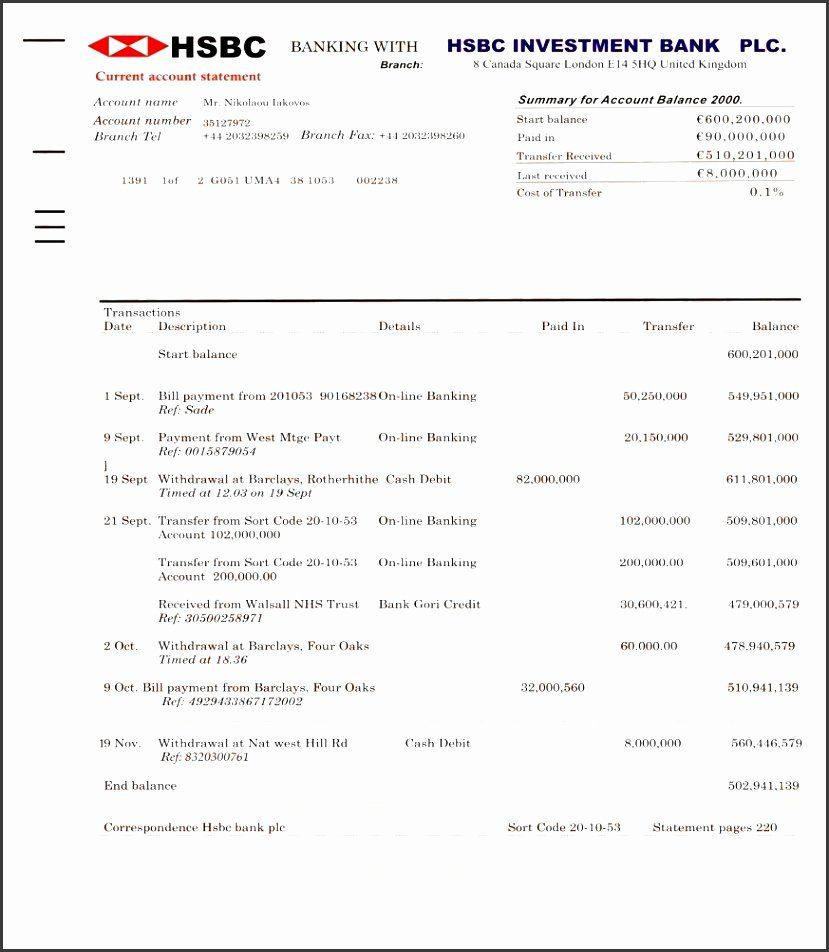 HSBC BANKING WITH HSBC INVESTMENT BANK PLC.
Branch: 8 Canada Square London E14 5HQ United Kingdom
Current account statement
Account name Mr. Nikolaou Iakovos
Account number 35127972
Branch Tel +44 2032398259 Branch Fax: +44 2032398260
1391 1of 2 G051 UMA4 38 1053 002238
Summary for Account Balance 2000.
Start balance €600,200,000
Paid in €90,000,000
Transfer Received €510,201,000
Last received €8,000,000
Cost of Transfer 0.1%
Transactions
Date Description Details Paid In Transfer Balance
Start balance 600,201,000
1 Sept. Bill payment from 201053 90168238 On-line Banking 50,250,000 549,951,000
Ref: Sade
9 Sept. Payment from West Mtge Payt On-line Banking 20,150,000 529,801,000
Ref: 0015879054
]
19 Sept Withdrawal at Barclays, Rotherhithe Cash Debit 82,000,000 611,801,000
Timed at 12.03 on 19 Sept
21 Sept. Transfer from Sort Code 20-10-53 On-line Banking 102,000,000 509,801,000
Account 102,000,000
Transfer from Sort Code 20-10-53 On-line Banking 200,000.00 509,601,000
Account 200,000.00
Received from Walsall NHS Trust Bank Gori Credit 30,600,421. 479,000,579
Ref: 30500258971
2 Oct. Withdrawal at Barclays, Four Oaks 60.000.00 478.940,579
Timed at 18.36
9 Oct. Bill payment from Barclays, Four Oaks 32,000,560 510,941,139
Ref: 4929433867172002
19 Nov. Withdrawal at Nat west Hill Rd Cash Debit 8,000,000 560,446,579
Ref: 8320300761
End balance 502,941,139
Correspondence Hsbc bank plc Sort Code 20-10-53 Statement pages 220